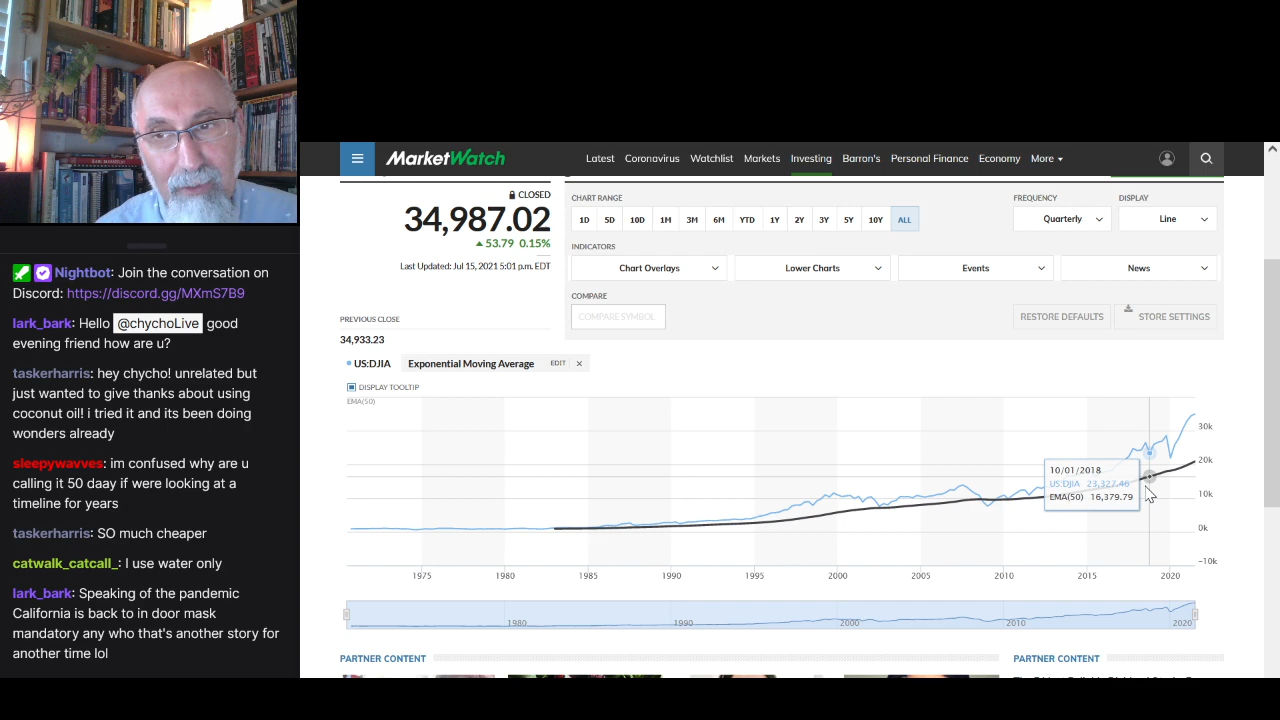 Nightbot: Join the conversation on
Discord: https://discord.gg/MXmS7B9
lark_bark: Hello @chychoLive good
evening friend how are u?
taskerharris: hey chycho! unrelated but
just wanted to give thanks about using
coconut oil! i tried it and its been doing
wonders already
sleepywavves: im confused why are u
calling it 50 daay if were looking at a
timeline for years
taskerharris: SO much cheaper
catwalk_catcall_: I use water only
lark_bark: Speaking of the pandemic
California is back to in door mask
mandatory any who that's another story for
another time lol
MarketWatch Latest Coronavirus Watchlist Markets Investing Barron's Personal Finance Economy More
CLOSED
34,987.02
53.79 0.15%
Last Updated: Jul 15, 2021 5:01 p.m. EDT
PREVIOUS CLOSE
34,933.23
CHART RANGE
1D 5D 10D 1M 3M 6M YTD 1Y 2Y 3Y 5Y 10Y ALL
FREQUENCY
Quarterly
DISPLAY
Line
INDICATORS
Chart Overlays Lower Charts Events News
COMPARE
COMPARE SYMBOL
RESTORE DEFAULTS STORE SETTINGS
US:DJIA Exponential Moving Average EDIT ×
DISPLAY TOOLTIP
EMA(50)
30k
20k
10k
0k
-10k
10/01/2018
US:DJIA 23,327.46
EMA(50) 16,379.79
1975 1980 1985 1990 1995 2000 2005 2010 2015 2020
1980 1990 2000 2010 2020
PARTNER CONTENT
PARTNER CONTENT